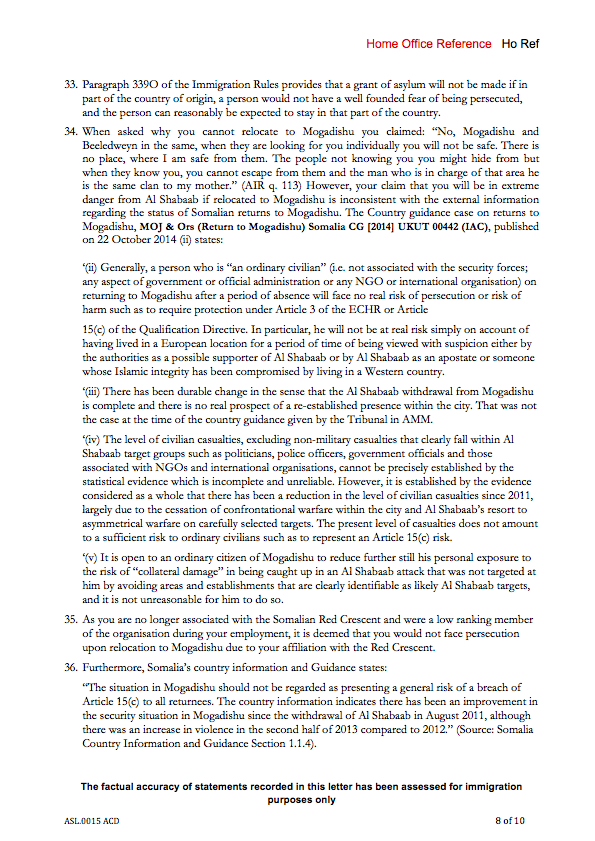 Home Office Reference Ho Ref
33. Paragraph 339O of the Immigration Rules provides that a grant of asylum will not be made if in
part of the country of origin, a person would not have a well founded fear of being persecuted,
and the person can reasonably be expected to stay in that part of the country.
34. When asked why you cannot relocate to Mogadishu you claimed: “No, Mogadishu and
Beeledweyn in the same, when they are looking for you individually you will not be safe. There is
no place, where I am safe from them. The people not knowing you you might hide from but
when they know you, you cannot escape from them and the man who is in charge of that area he
is the same clan to my mother.” (AIR q. 113) However, your claim that you will be in extreme
danger from Al Shabaab if relocated to Mogadishu is inconsistent with the external information
regarding the status of Somalian returns to Mogadishu. The Country guidance case on returns to
Mogadishu, MOJ & Ors (Return to Mogadishu) Somalia CG [2014] UKUT 00442 (IAC), published
on 22 October 2014 (ii) states:
‘(ii) Generally, a person who is “an ordinary civilian” (i.e. not associated with the security forces;
any aspect of government or official administration or any NGO or international organisation) on
returning to Mogadishu after a period of absence will face no real risk of persecution or risk of
harm such as to require protection under Article 3 of the ECHR or Article
15(c) of the Qualification Directive. In particular, he will not be at real risk simply on account of
having lived in a European location for a period of time of being viewed with suspicion either by
the authorities as a possible supporter of Al Shabaab or by Al Shabaab as an apostate or someone
whose Islamic integrity has been compromised by living in a Western country.
‘(iii) There has been durable change in the sense that the Al Shabaab withdrawal from Mogadishu
is complete and there is no real prospect of a re-established presence within the city. That was not
the case at the time of the country guidance given by the Tribunal in AMM.
‘(iv) The level of civilian casualties, excluding non-military casualties that clearly fall within Al
Shabaab target groups such as politicians, police officers, government officials and those
associated with NGOs and international organisations, cannot be precisely established by the
statistical evidence which is incomplete and unreliable. However, it is established by the evidence
considered as a whole that there has been a reduction in the level of civilian casualties since 2011,
largely due to the cessation of confrontational warfare within the city and Al Shabaab’s resort to
asymmetrical warfare on carefully selected targets. The present level of casualties does not amount
to a sufficient risk to ordinary civilians such as to represent an Article 15(c) risk.
‘(v) It is open to an ordinary citizen of Mogadishu to reduce further still his personal exposure to
the risk of “collateral damage” in being caught up in an Al Shabaab attack that was not targeted at
him by avoiding areas and establishments that are clearly identifiable as likely Al Shabaab targets,
and it is not unreasonable for him to do so.
35. As you are no longer associated with the Somalian Red Crescent and were a low ranking member
of the organisation during your employment, it is deemed that you would not face persecution
upon relocation to Mogadishu due to your affiliation with the Red Crescent.
36. Furthermore, Somalia’s country information and Guidance states:
“The situation in Mogadishu should not be regarded as presenting a general risk of a breach of
Article 15(c) to all returnees. The country information indicates there has been an improvement in
the security situation in Mogadishu since the withdrawal of Al Shabaab in August 2011, although
there was an increase in violence in the second half of 2013 compared to 2012.” (Source: Somalia
Country Information and Guidance Section 1.1.4).
The factual accuracy of statements recorded in this letter has been assessed for immigration
purposes only
ASL.0015 ACD 8 of 10